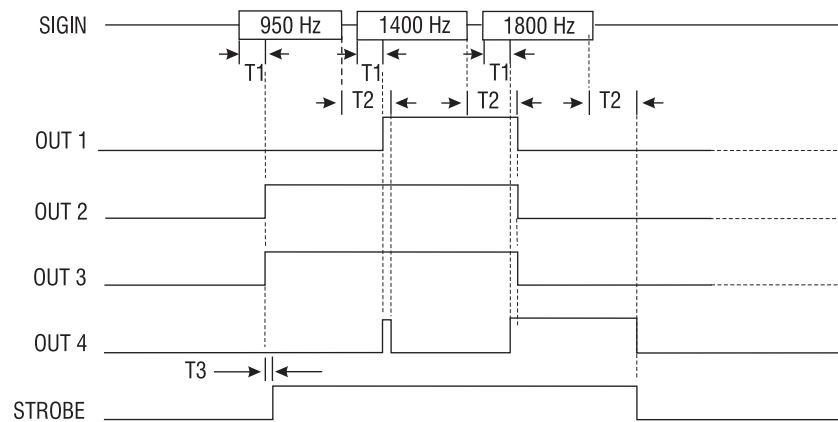 SIGIN 950 Hz 1400 Hz 1800 Hz
T1 T1 T1
T2 T2 T2
OUT 1
OUT 2
OUT 3
OUT 4
T3
STROBE